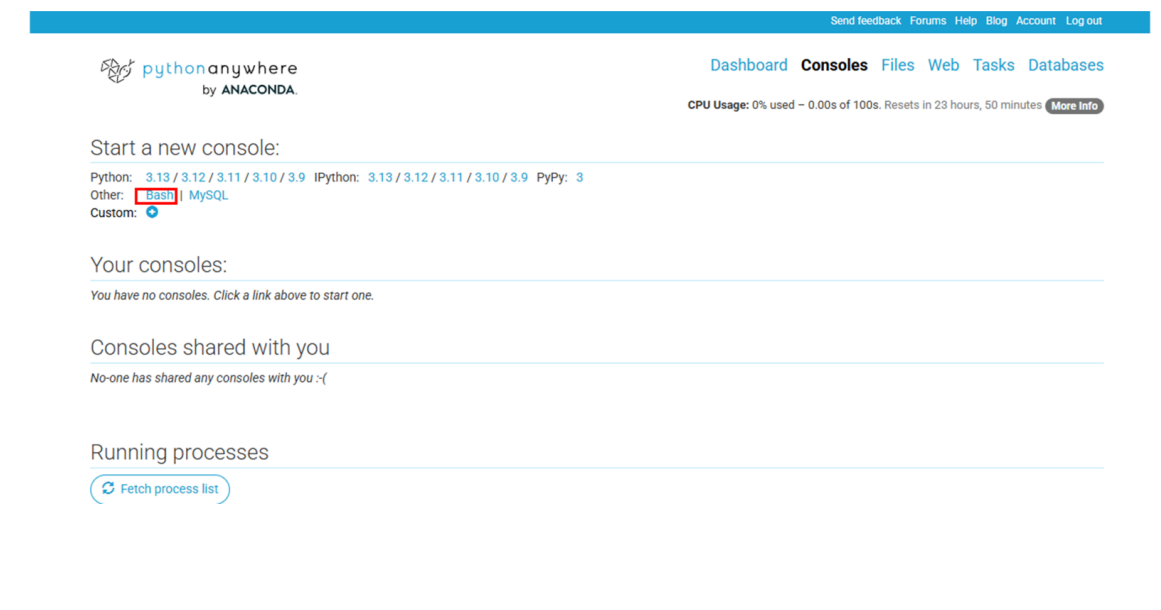 Send feedback Forums Help Blog Account Log out
pythonanywhere
by ANACONDA.
Dashboard Consoles Files Web Tasks Databases
CPU Usage: 0% used – 0.00s of 100s. Resets in 23 hours, 50 minutes More Info
Start a new console:
Python: 3.13 / 3.12 / 3.11 / 3.10 / 3.9 IPython: 3.13 / 3.12 / 3.11 / 3.10 / 3.9 PyPy: 3
Other: Bash | MySQL
Custom:
Your consoles:
You have no consoles. Click a link above to start one.
Consoles shared with you
No-one has shared any consoles with you :-(
Running processes
Fetch process list